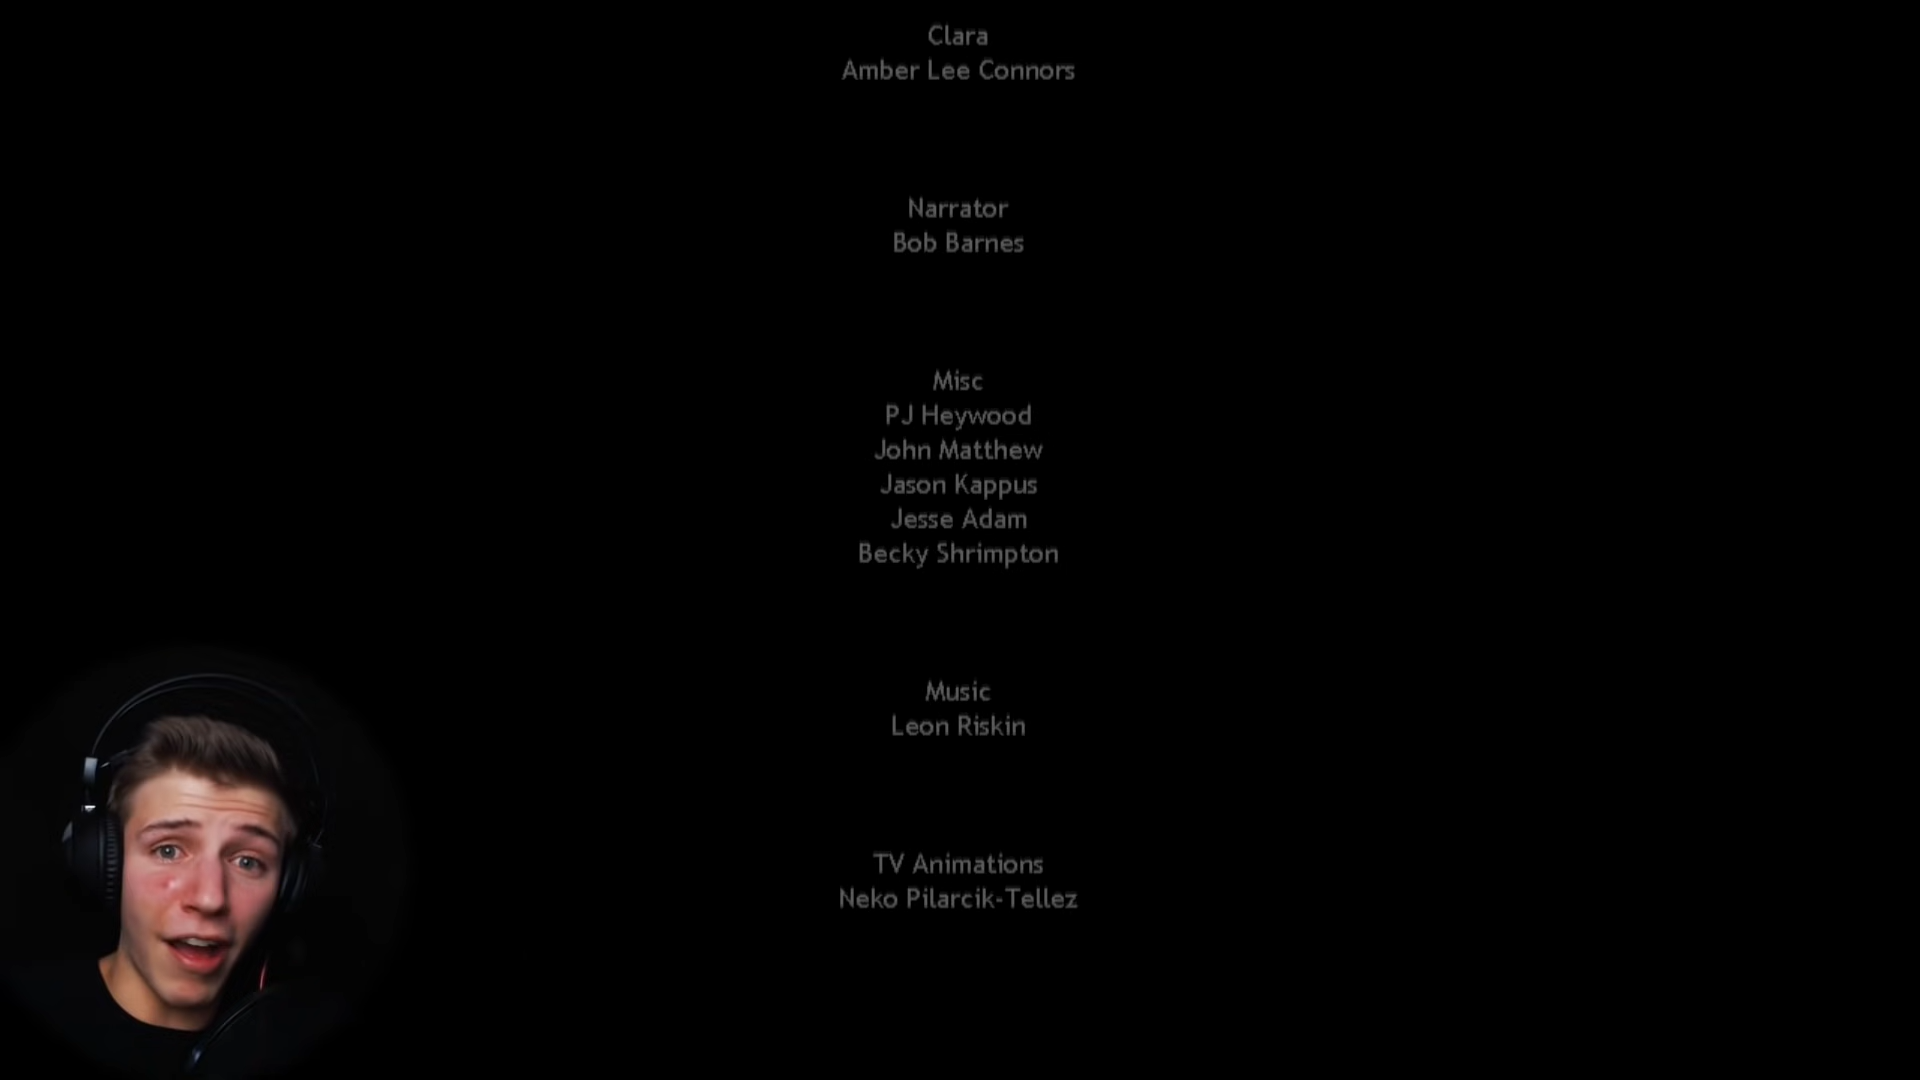 Clara
Amber Lee Connors
Narrator
Bob Barnes
Misc
PJ Heywood
John Matthew
Jason Kappus
Jesse Adam
Becky Shrimpton
Music
Leon Riskin
TV Animations
Neko Pilarcik-Tellez